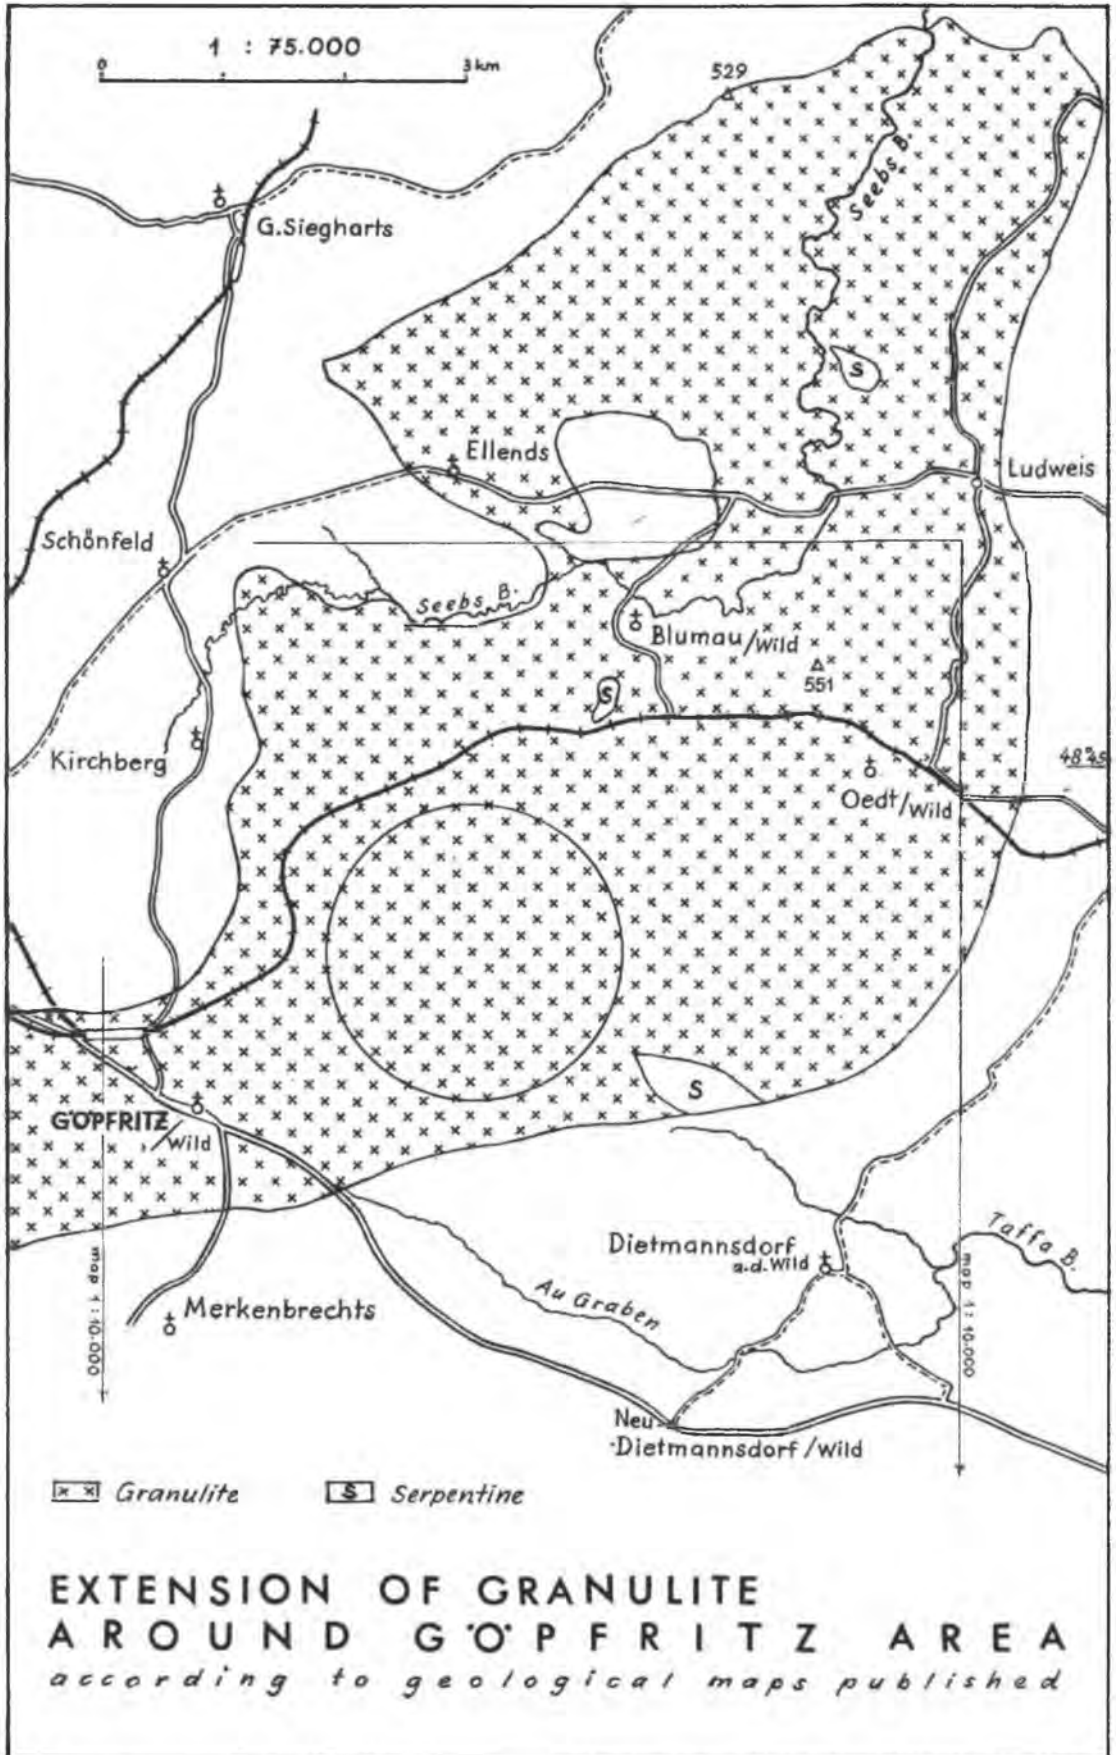 1 : 75.000
0 3 km
529
Seebs. B.
G. Siegharts
S
Ellends
Ludweis
Schönfeld
Seebs. B.
Blumau/Wild
551
S
Kirchberg
Oedt/Wild
S
GÖPFRITZ
/Wild
map 1:10.000
Dietmannsdorf
a.d. Wild
Taffa B.
map 1:10.000
Au Graben
Merkenbrechts
Neu-
-Dietmannsdorf/Wild
x x Granulite
S Serpentine
EXTENSION OF GRANULITE
AROUND GÖPFRITZ AREA
according to geological maps published